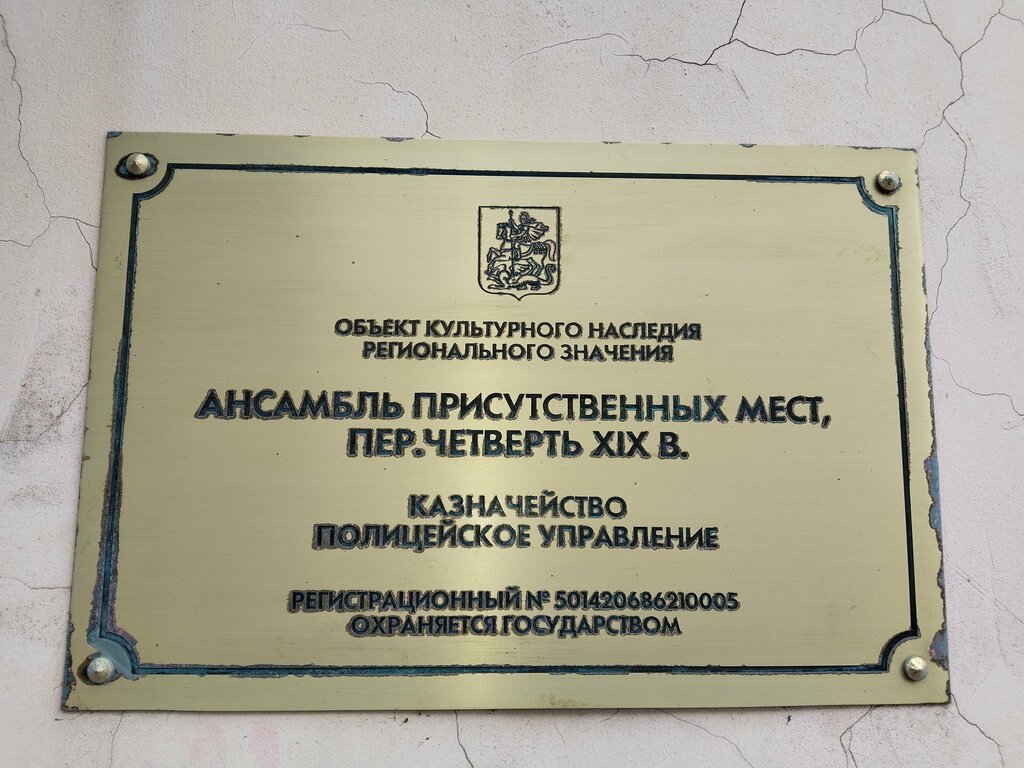 ОБЪЕКТ КУЛЬТУРНОГО НАСЛЕДИЯ
РЕГИОНАЛЬНОГО ЗНАЧЕНИЯ
АНСАМБЛЬ ПРИСУТСТВЕННЫХ МЕСТ,
ПЕР.ЧЕТВЕРТЬ XIX В.
КАЗНАЧЕЙСТВО
ПОЛИЦЕЙСКОЕ УПРАВЛЕНИЕ
РЕГИСТРАЦИОННЫЙ № 501420686210005
ОХРАНЯЕТСЯ ГОСУДАРСТВОМ